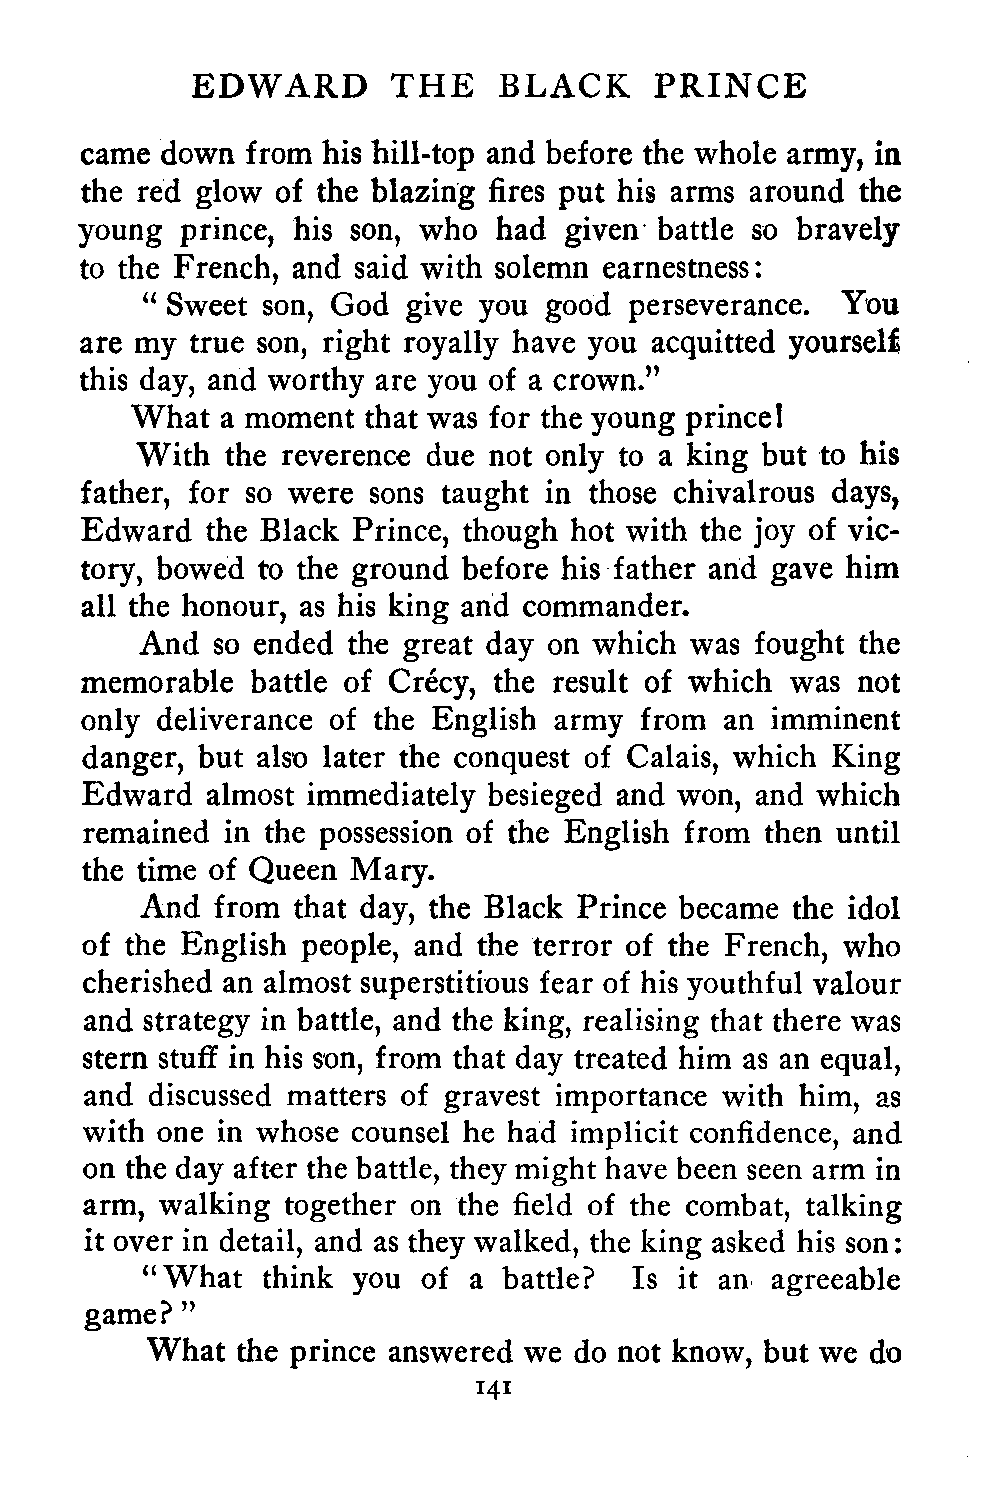 EDWARD THE BLACK PRINCE
came down from his hill-top and before the whole army, in
the red glow of the blazing fires put his arms around the
young prince, his son, who had given battle so bravely
to the French, and said with solemn earnestness:
“ Sweet son, God give you good perseverance. You
are my true son, right royally have you acquitted yourself
this day, and worthy are you of a crown.”
What a moment that was for the young prince!
With the reverence due not only to a king but to his
father, for so were sons taught in those chivalrous days,
Edward the Black Prince, though hot with the joy of vic-
tory, bowed to the ground before his father and gave him
all the honour, as his king and commander.
And so ended the great day on which was fought the
memorable battle of Crécy, the result of which was not
only deliverance of the English army from an imminent
danger, but also later the conquest of Calais, which King
Edward almost immediately besieged and won, and which
remained in the possession of the English from then until
the time of Queen Mary.
And from that day, the Black Prince became the idol
of the English people, and the terror of the French, who
cherished an almost superstitious fear of his youthful valour
and strategy in battle, and the king, realising that there was
stern stuff in his son, from that day treated him as an equal,
and discussed matters of gravest importance with him, as
with one in whose counsel he had implicit confidence, and
on the day after the battle, they might have been seen arm in
arm, walking together on the field of the combat, talking
it over in detail, and as they walked, the king asked his son:
“What think you of a battle? Is it an agreeable
game? ”
What the prince answered we do not know, but we do
141